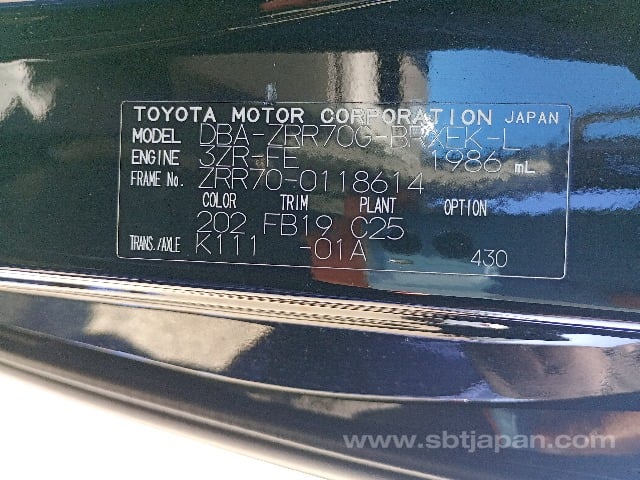 TOYOTA MOTOR CORPORATION JAPAN
MODEL DBA-ZRR70G-BRXEK-L
ENGINE 3ZR-FE 1986 mL
FRAME No. ZRR70-0118614
COLOR TRIM PLANT OPTION
202 FB19 C25
TRANS./AXLE K111 -01A 430
www.sbtjapan.com